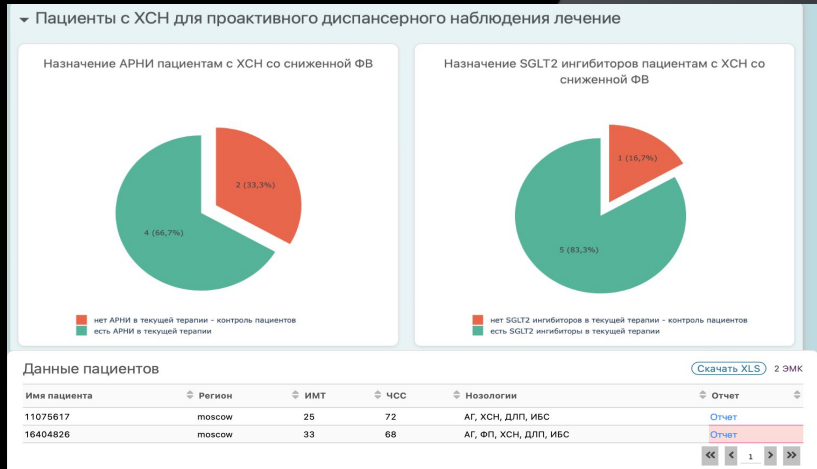 Пациенты с ХСН для проактивного диспансерного наблюдения лечение
Назначение АРНИ пациентам с ХСН со сниженной ФВ
2 (33,3%)
4 (66,7%)
нет АРНИ в текущей терапии - контроль пациентов
есть АРНИ в текущей терапии
Назначение SGLT2 ингибиторов пациентам с ХСН со
сниженной ФВ
1 (16,7%)
5 (83,3%)
нет SGLT2 ингибиторов в текущей терапии - контроль пациентов
есть SGLT2 ингибиторы в текущей терапии
Данные пациентов Скачать XLS 2 ЭМК
Имя пациента Регион ИМТ ЧСС Нозологии Отчет
11075617 moscow 25 72 АГ, ХСН, ДЛП, ИБС Отчет
16404826 moscow 33 68 АГ, ФП, ХСН, ДЛП, ИБС Отчет
1